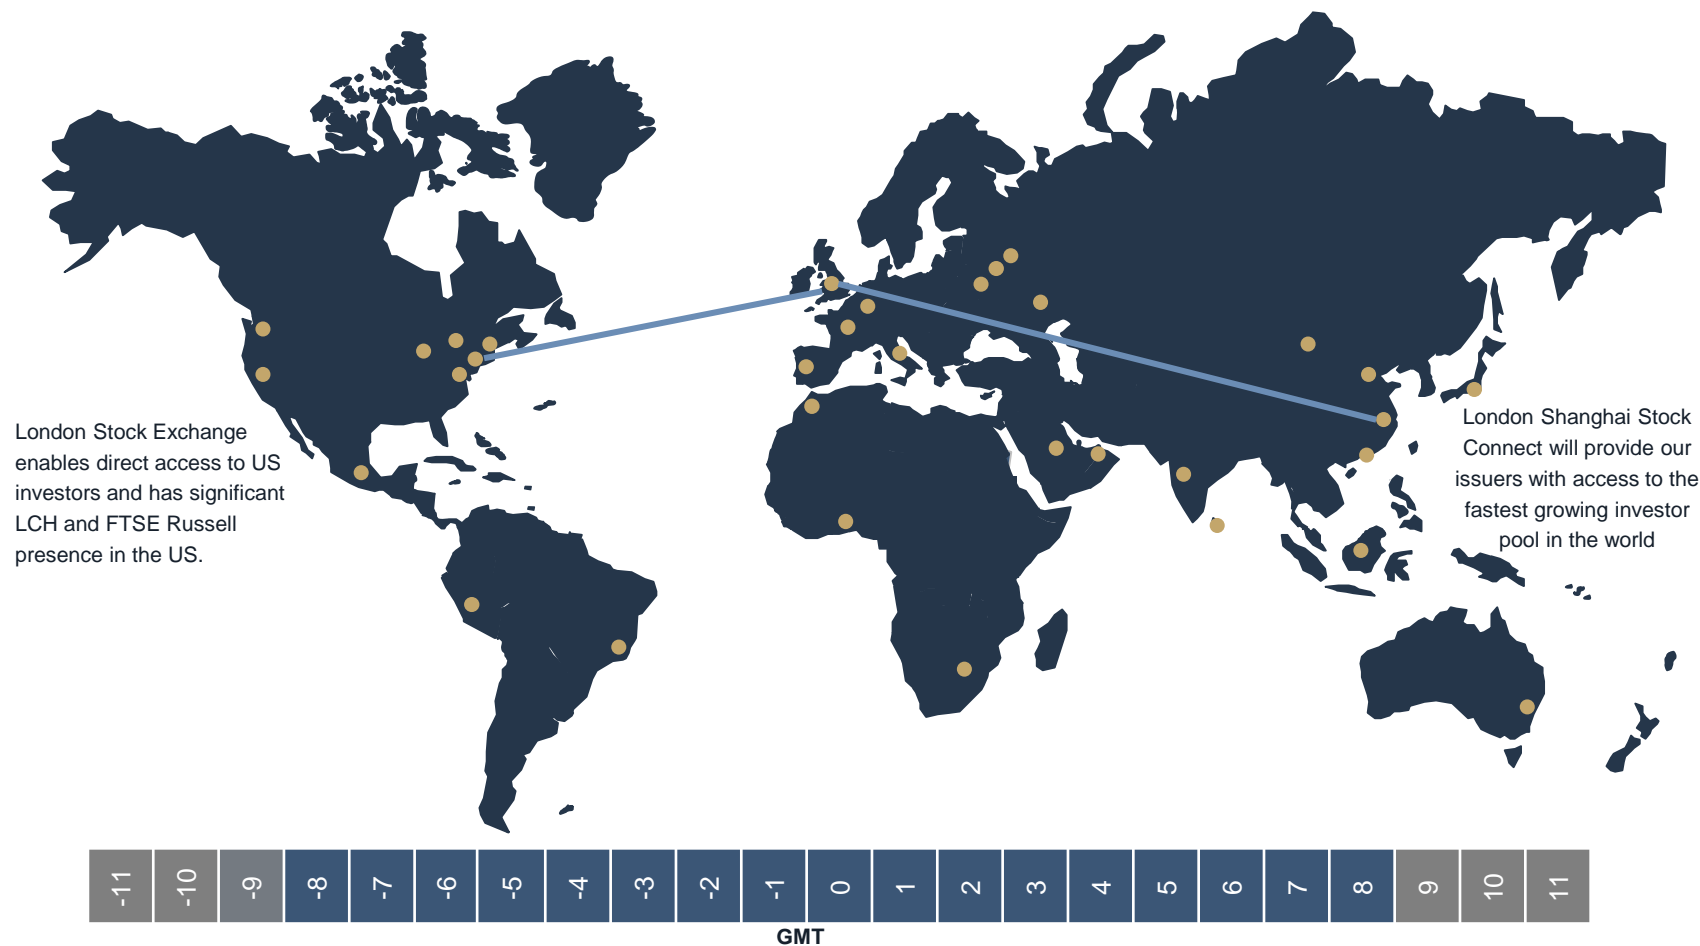 London Stock Exchange
enables direct access to US
investors and has significant
LCH and FTSE Russell
presence in the US.
London Shanghai Stock
Connect will provide our
issuers with access to the
fastest growing investor
pool in the world
-11 -10 -9 -8 -7 -6 -5 -4 -3 -2 -1 0 1 2 3 4 5 6 7 8 9 10 11
GMT